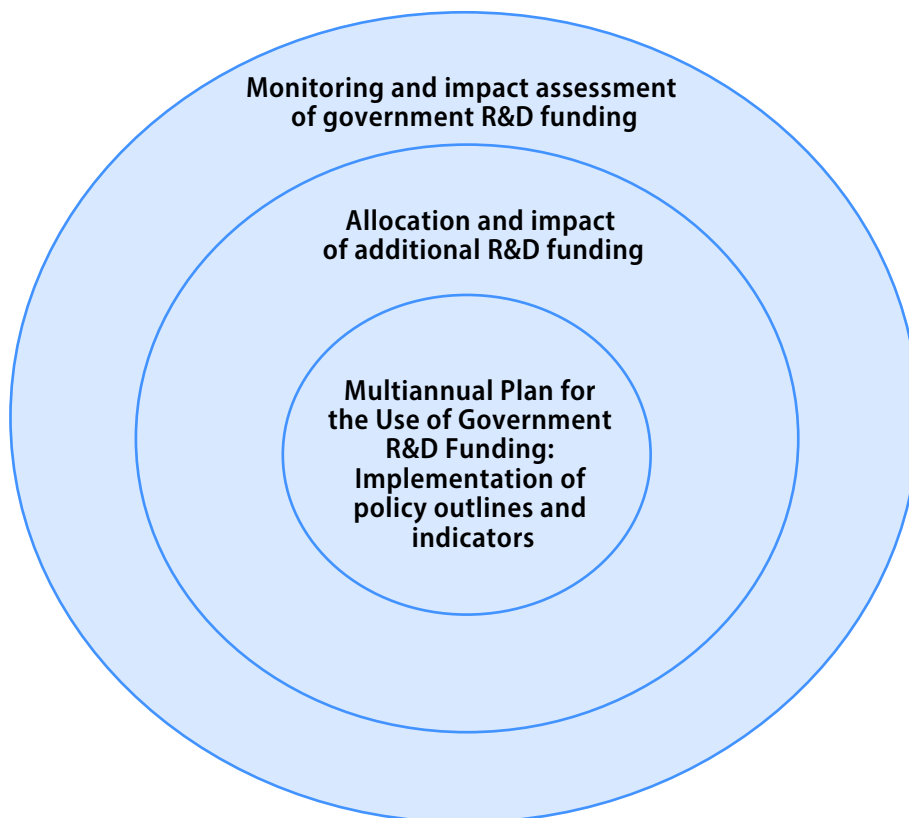 Monitoring and impact assessment
of government R&D funding
Allocation and impact
of additional R&D funding
Multiannual Plan for
the Use of Government
R&D Funding:
Implementation of
policy outlines and
indicators